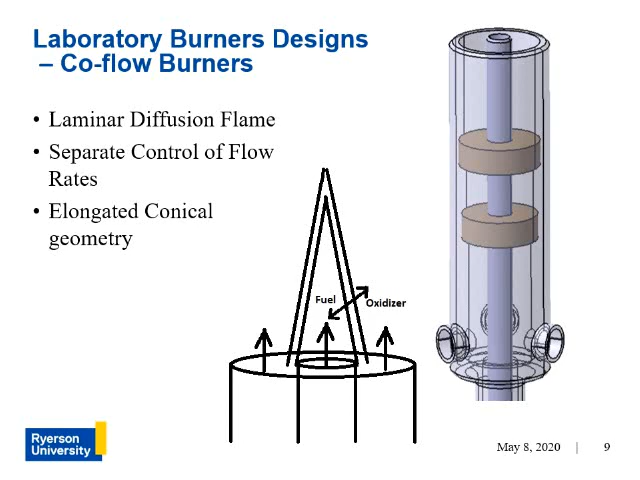 Laboratory Burners Designs
– Co-flow Burners
• Laminar Diffusion Flame
• Separate Control of Flow
Rates
• Elongated Conical
geometry
Fuel
Oxidizer
Ryerson
University
May 8, 2020 | 9